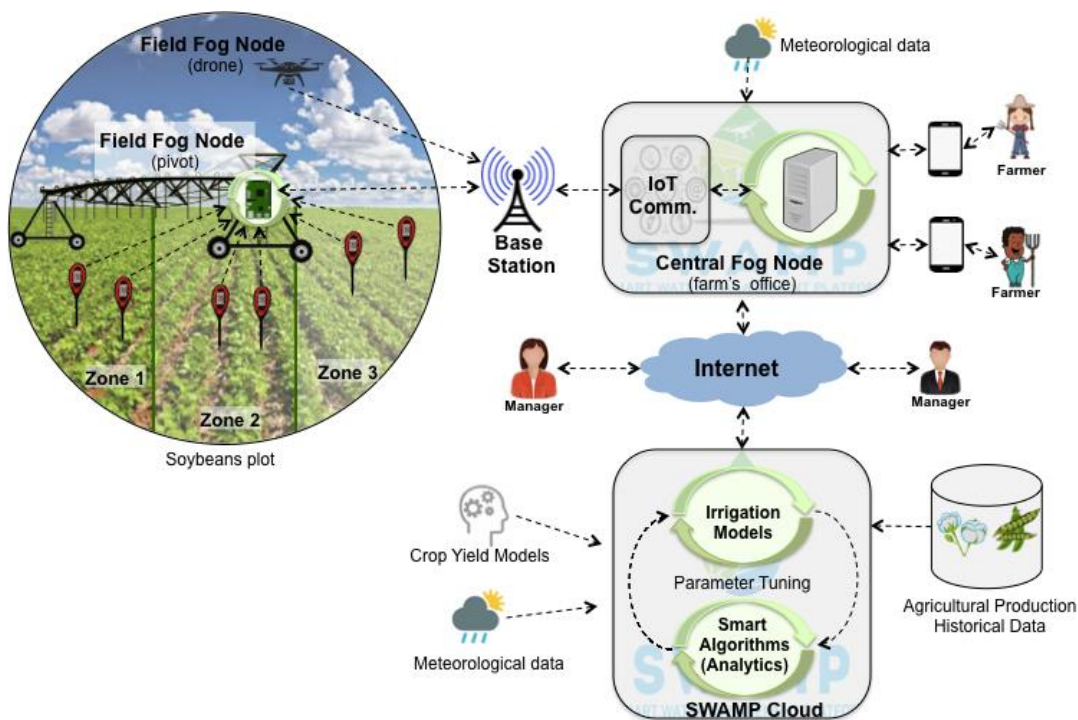 Field Fog Node
(drone)
Field Fog Node
(pivot)
Zone 1
Zone 2
Zone 3
Soybeans plot
Base
Station
Meteorological data
IoT
Comm.
Central Fog Node
(farm's office)
SWAMP
Farmer
Farmer
Internet
Manager
Manager
Crop Yield Models
Meteorological data
Irrigation
Models
Parameter Tuning
Smart
Algorithms
(Analytics)
SWAMP
SWAMP Cloud
Agricultural Production
Historical Data